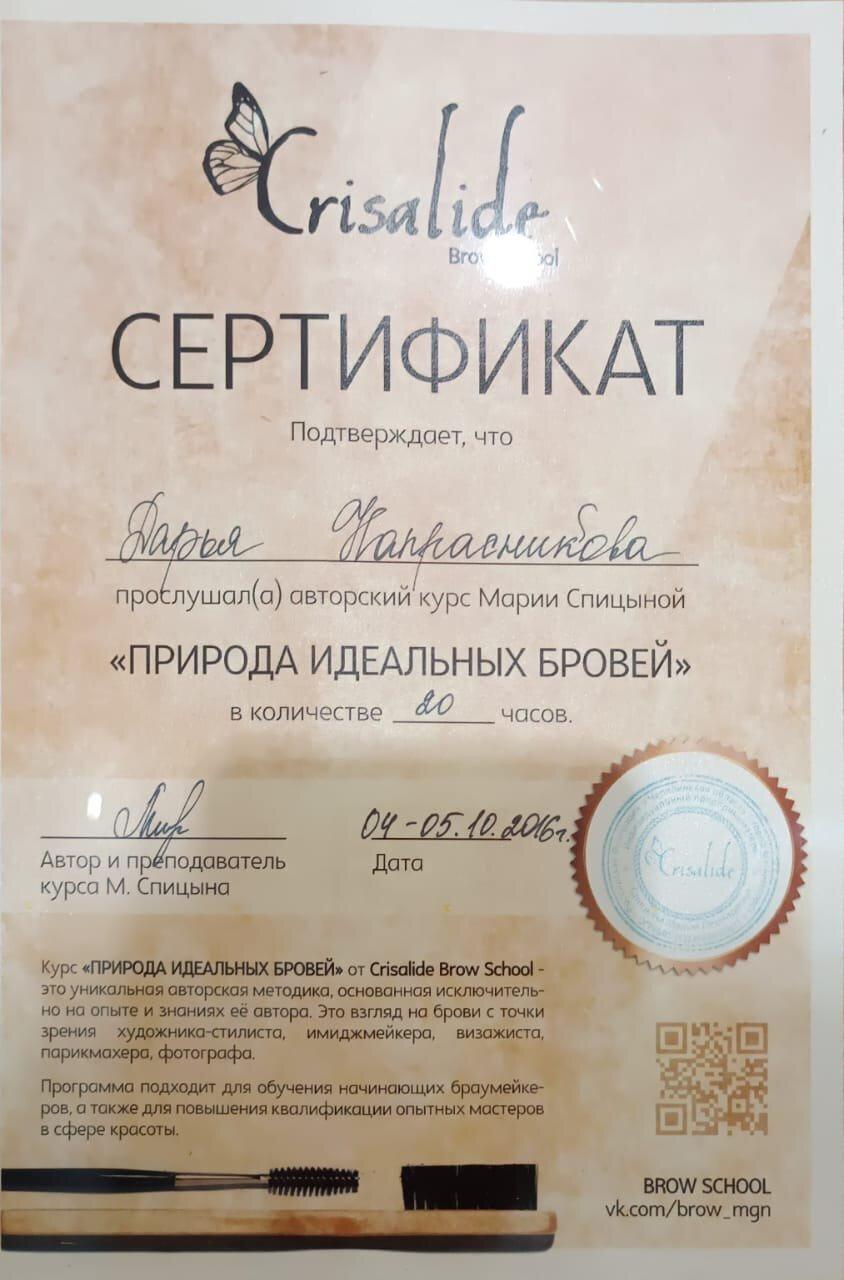 Crisalide
СЕРТИФИКАТ
Подтверждает, что
Дарья Напрасникова
прослушал(а) авторский курс Марии Спицыной
«ПРИРОДА ИДЕАЛЬНЫХ БРОВЕЙ»
в количестве 20 часов.
04-05.10.2016г.
Автор и преподаватель
курса М. Спицына
Дата
Crisalide
Курс «ПРИРОДА ИДЕАЛЬНЫХ БРОВЕЙ» от Crisalide Brow School -
это уникальная авторская методика, основанная исключитель-
но на опыте и знаниях её автора. Это взгляд на брови с точки
зрения художника-стилиста, имиджмейкера, визажиста,
парикмахера, фотографа.
Программа подходит для обучения начинающих браумейке-
ров, а также для повышения квалификации опытных мастеров
в сфере красоты.
BROW SCHOOL
vk.com/brow_mgn